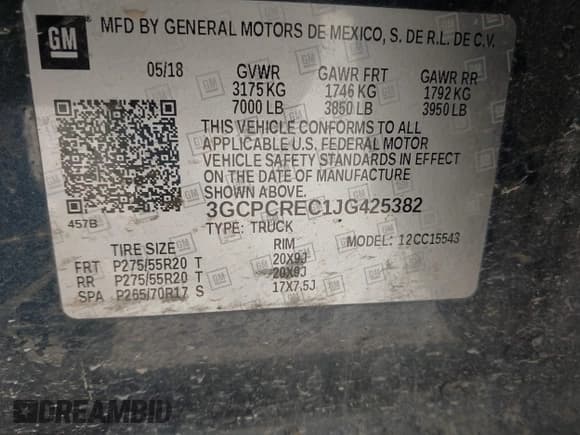 GM MFD BY GENERAL MOTORS DE MEXICO, S. DE R.L. DE C.V.
05/18 GVWR GAWR FRT GAWR RR
3175 KG 1746 KG 1792 KG
7000 LB 3850 LB 3950 LB
THIS VEHICLE CONFORMS TO ALL
APPLICABLE U.S. FEDERAL MOTOR
VEHICLE SAFETY STANDARDS IN EFFECT
ON THE DATE OF MANUFACTURE
SHOWN ABOVE.
457B
3GCPCREC1JG425382
TYPE: TRUCK MODEL: 12CC15543
TIRE SIZE RIM
FRT P275/55R20 T 20X9J
RR P275/55R20 T 20X9J
SPA P265/70R17 S 17X7.5J
DREAMBID